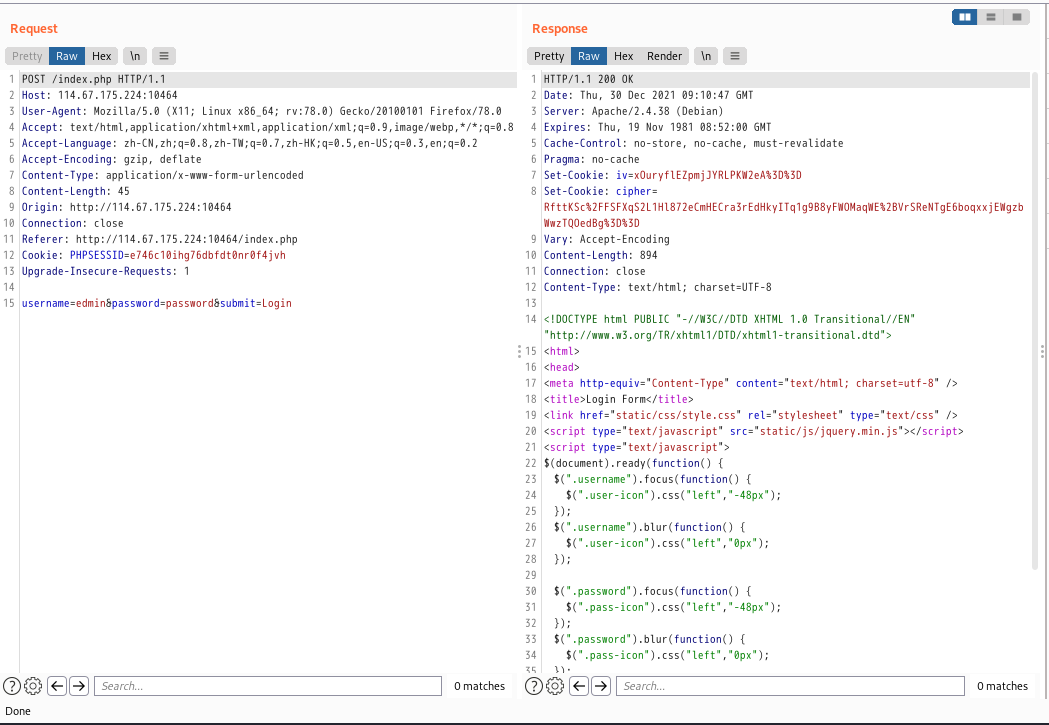 Request
Pretty Raw Hex \n
1 POST /index.php HTTP/1.1
2 Host: 114.67.175.224:10464
3 User-Agent: Mozilla/5.0 (X11; Linux x86_64; rv:78.0) Gecko/20100101 Firefox/78.0
4 Accept: text/html,application/xhtml+xml,application/xml;q=0.9,image/webp,*/*;q=0.8
5 Accept-Language: zh-CN,zh;q=0.8,zh-TW;q=0.7,zh-HK;q=0.5,en-US;q=0.3,en;q=0.2
6 Accept-Encoding: gzip, deflate
7 Content-Type: application/x-www-form-urlencoded
8 Content-Length: 45
9 Origin: http://114.67.175.224:10464
10 Connection: close
11 Referer: http://114.67.175.224:10464/index.php
12 Cookie: PHPSESSID=e746c10ihg76dbfdt0nr0f4jvh
13 Upgrade-Insecure-Requests: 1
14
15 username=edmin&password=password&submit=Login
Search...
0 matches
Response
Pretty Raw Hex Render \n
1 HTTP/1.1 200 OK
2 Date: Thu, 30 Dec 2021 09:10:47 GMT
3 Server: Apache/2.4.38 (Debian)
4 Expires: Thu, 19 Nov 1981 08:52:00 GMT
5 Cache-Control: no-store, no-cache, must-revalidate
6 Pragma: no-cache
7 Set-Cookie: iv=xOuryflEZpmjJYRLPKW2eA%3D%3D
8 Set-Cookie: cipher=
RfttKSc%2FFSFXqS2L1Hl872eCmHECra3rEdHkyITq1g9B8yFWOMaqWE%2BVrSReNTgE6boqxxjEWgzb
WwzTQOedBg%3D%3D
9 Vary: Accept-Encoding
10 Content-Length: 894
11 Connection: close
12 Content-Type: text/html; charset=UTF-8
13
14 <!DOCTYPE html PUBLIC "-//W3C//DTD XHTML 1.0 Transitional//EN"
"http://www.w3.org/TR/xhtml1/DTD/xhtml1-transitional.dtd">
15 <html>
16 <head>
17 <meta http-equiv="Content-Type" content="text/html; charset=utf-8" />
18 <title>Login Form</title>
19 <link href="static/css/style.css" rel="stylesheet" type="text/css" />
20 <script type="text/javascript" src="static/js/jquery.min.js"></script>
21 <script type="text/javascript">
22 $(document).ready(function() {
23 $(".username").focus(function() {
24 $(".user-icon").css("left","-48px");
25 });
26 $(".username").blur(function() {
27 $(".user-icon").css("left","0px");
28 });
29
30 $(".password").focus(function() {
31 $(".pass-icon").css("left","-48px");
32 });
33 $(".password").blur(function() {
34 $(".pass-icon").css("left","0px");
35 });
Search...
0 matches
Done